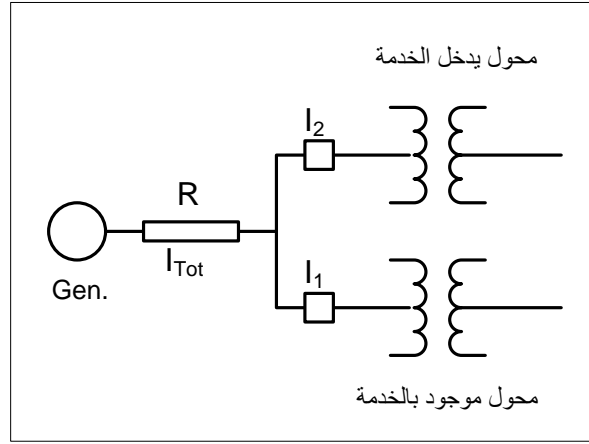 محول يدخل الخدمة
I2
R
ITot
Gen.
I1
محول موجود بالخدمة